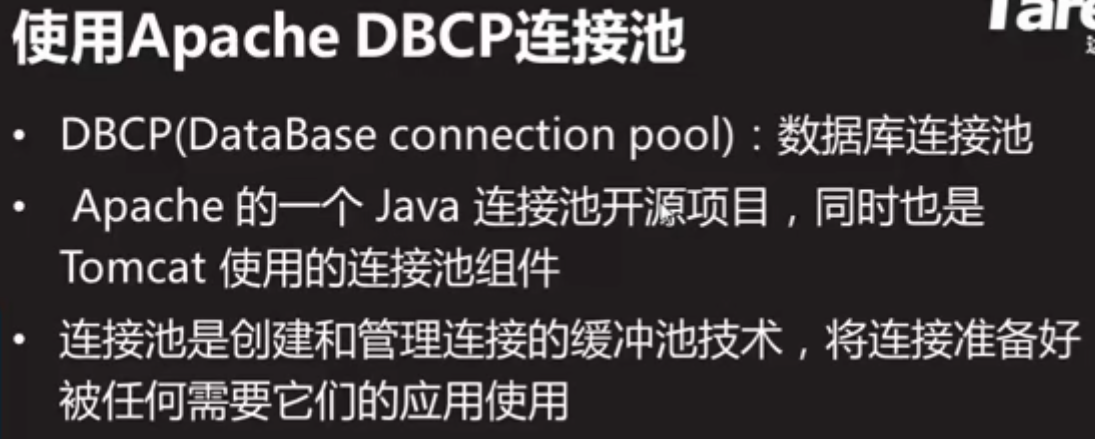 使用Apache DBCP连接池
• DBCP(DataBase connection pool)：数据库连接池
• Apache 的一个 Java 连接池开源项目，同时也是
Tomcat 使用的连接池组件
• 连接池是创建和管理连接的缓冲池技术，将连接准备好
被任何需要它们的应用使用